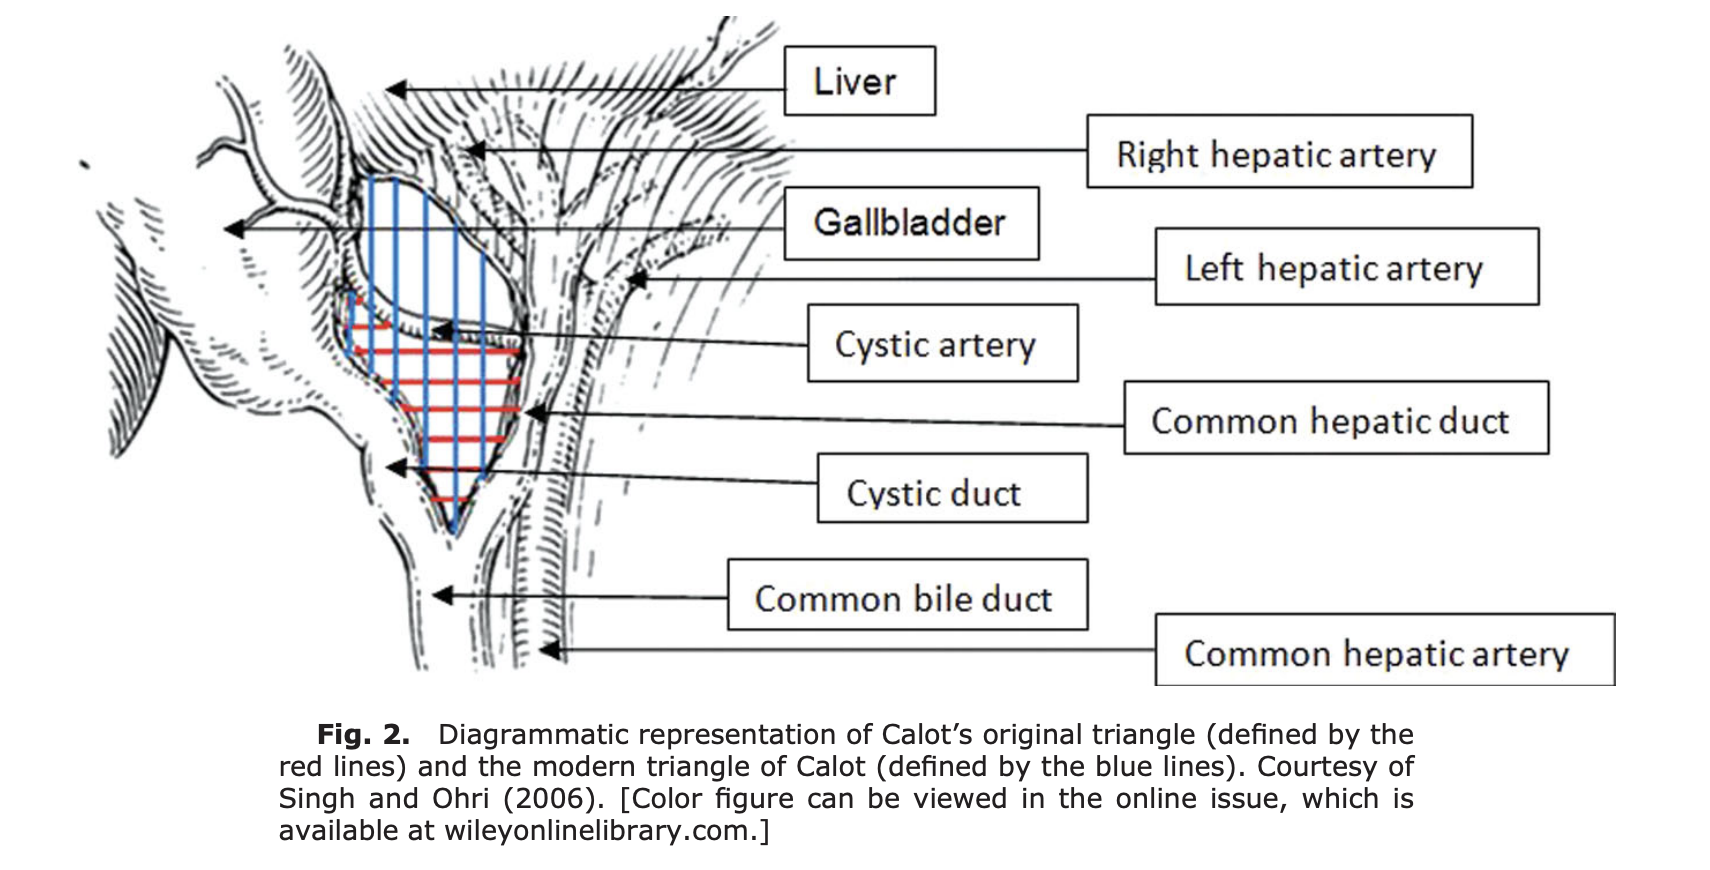 Liver
Right hepatic artery
Gallbladder
Left hepatic artery
Cystic artery
Common hepatic duct
Cystic duct
Common bile duct
Common hepatic artery
Fig. 2. Diagrammatic representation of Calot’s original triangle (defined by the
red lines) and the modern triangle of Calot (defined by the blue lines). Courtesy of
Singh and Ohri (2006). [Color figure can be viewed in the online issue, which is
available at wileyonlinelibrary.com.]